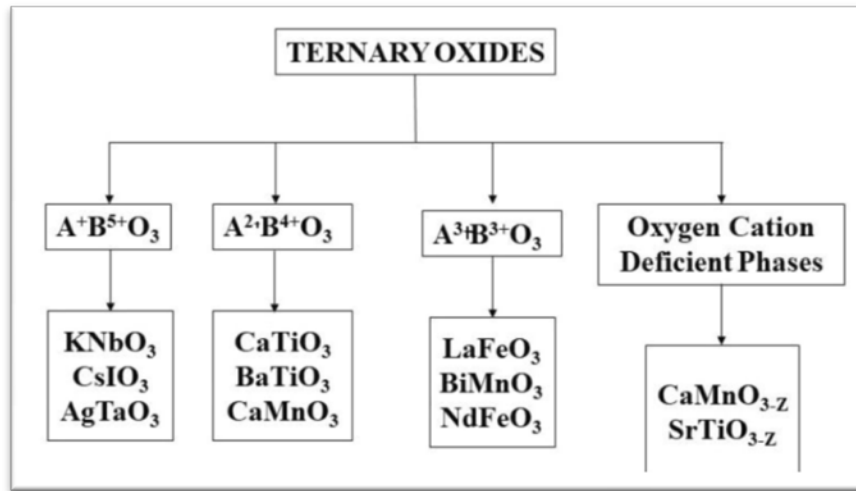 TERNARY OXIDES
A⁺B⁵⁺O₃
A²⁺B⁴⁺O₃
A³⁺B³⁺O₃
Oxygen Cation
Deficient Phases
KNbO₃
CsIO₃
AgTaO₃
CaTiO₃
BaTiO₃
CaMnO₃
LaFeO₃
BiMnO₃
NdFeO₃
CaMnO₃₋Z
SrTiO₃₋Z